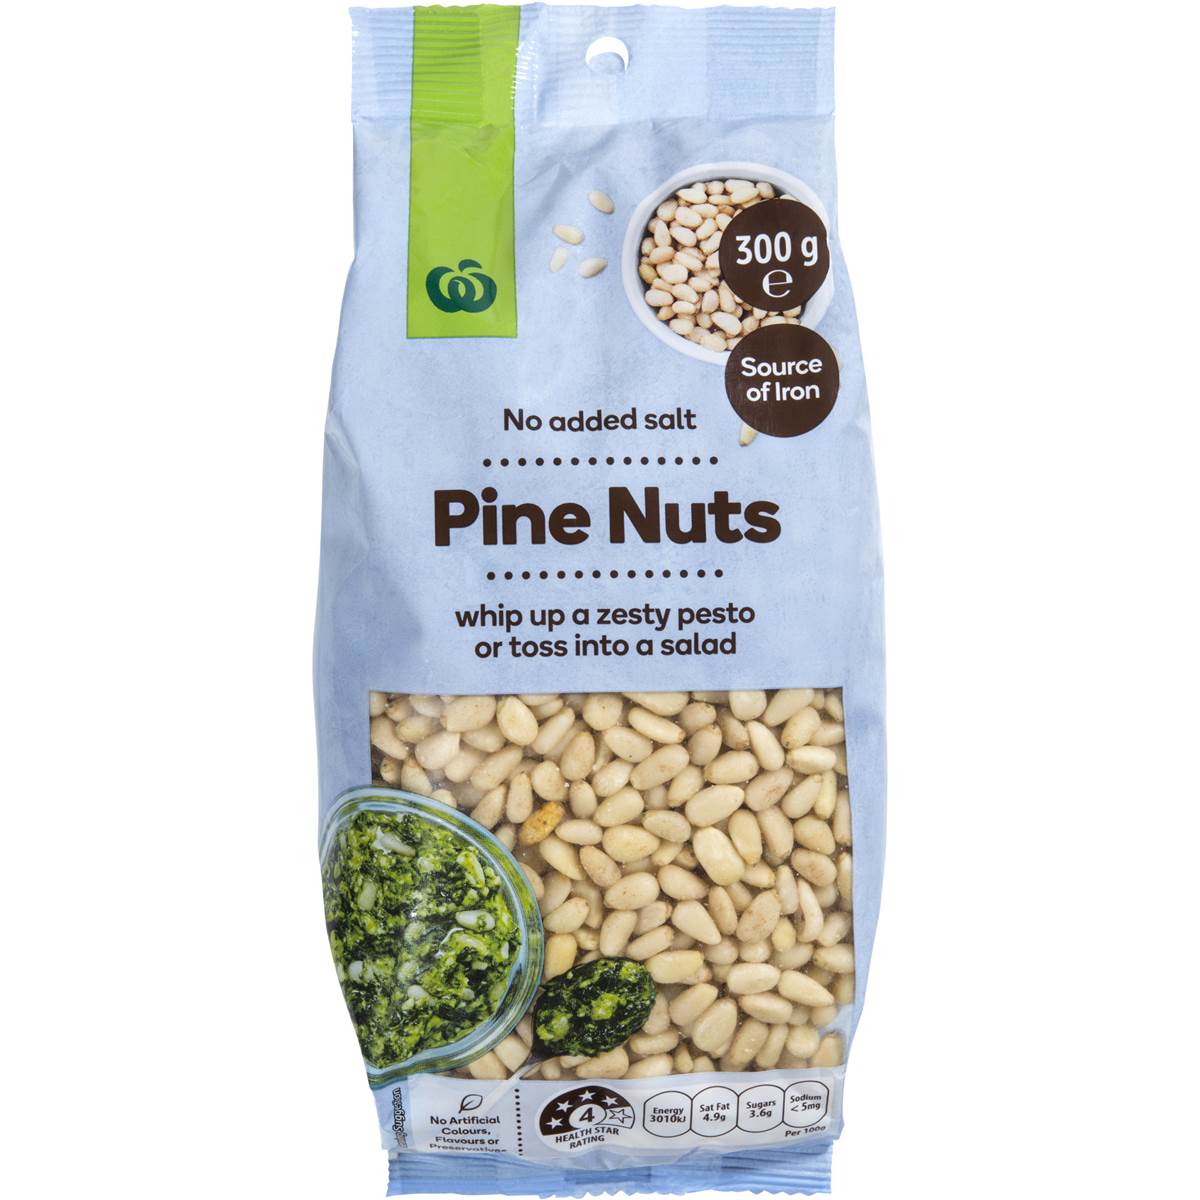 300 g
℮
Source
of Iron
No added salt
Pine Nuts
whip up a zesty pesto
or toss into a salad
No Artificial
Colours,
Flavours or
Preservatives
4
HEALTH STAR
RATING
Energy
3010kJ
Sat Fat
4.9g
Sugars
3.6g
Sodium
<5mg
Per 100g